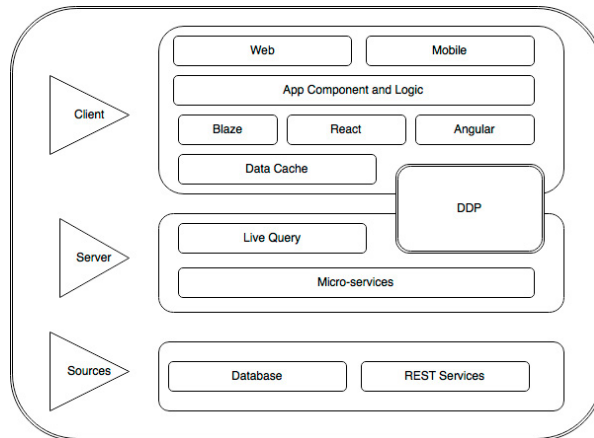 Web
Mobile
App Component and Logic
Client
Blaze
React
Angular
Data Cache
DDP
Live Query
Server
Micro-services
Sources
Database
REST Services